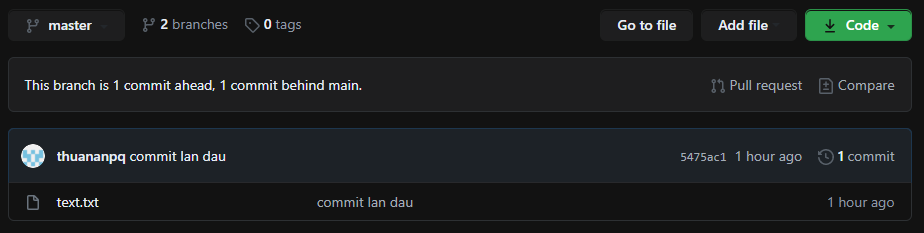 master 2 branches 0 tags Go to file Add file Code
This branch is 1 commit ahead, 1 commit behind main. Pull request Compare
thuananpq commit lan dau 5475ac1 1 hour ago 1 commit
text.txt commit lan dau 1 hour ago